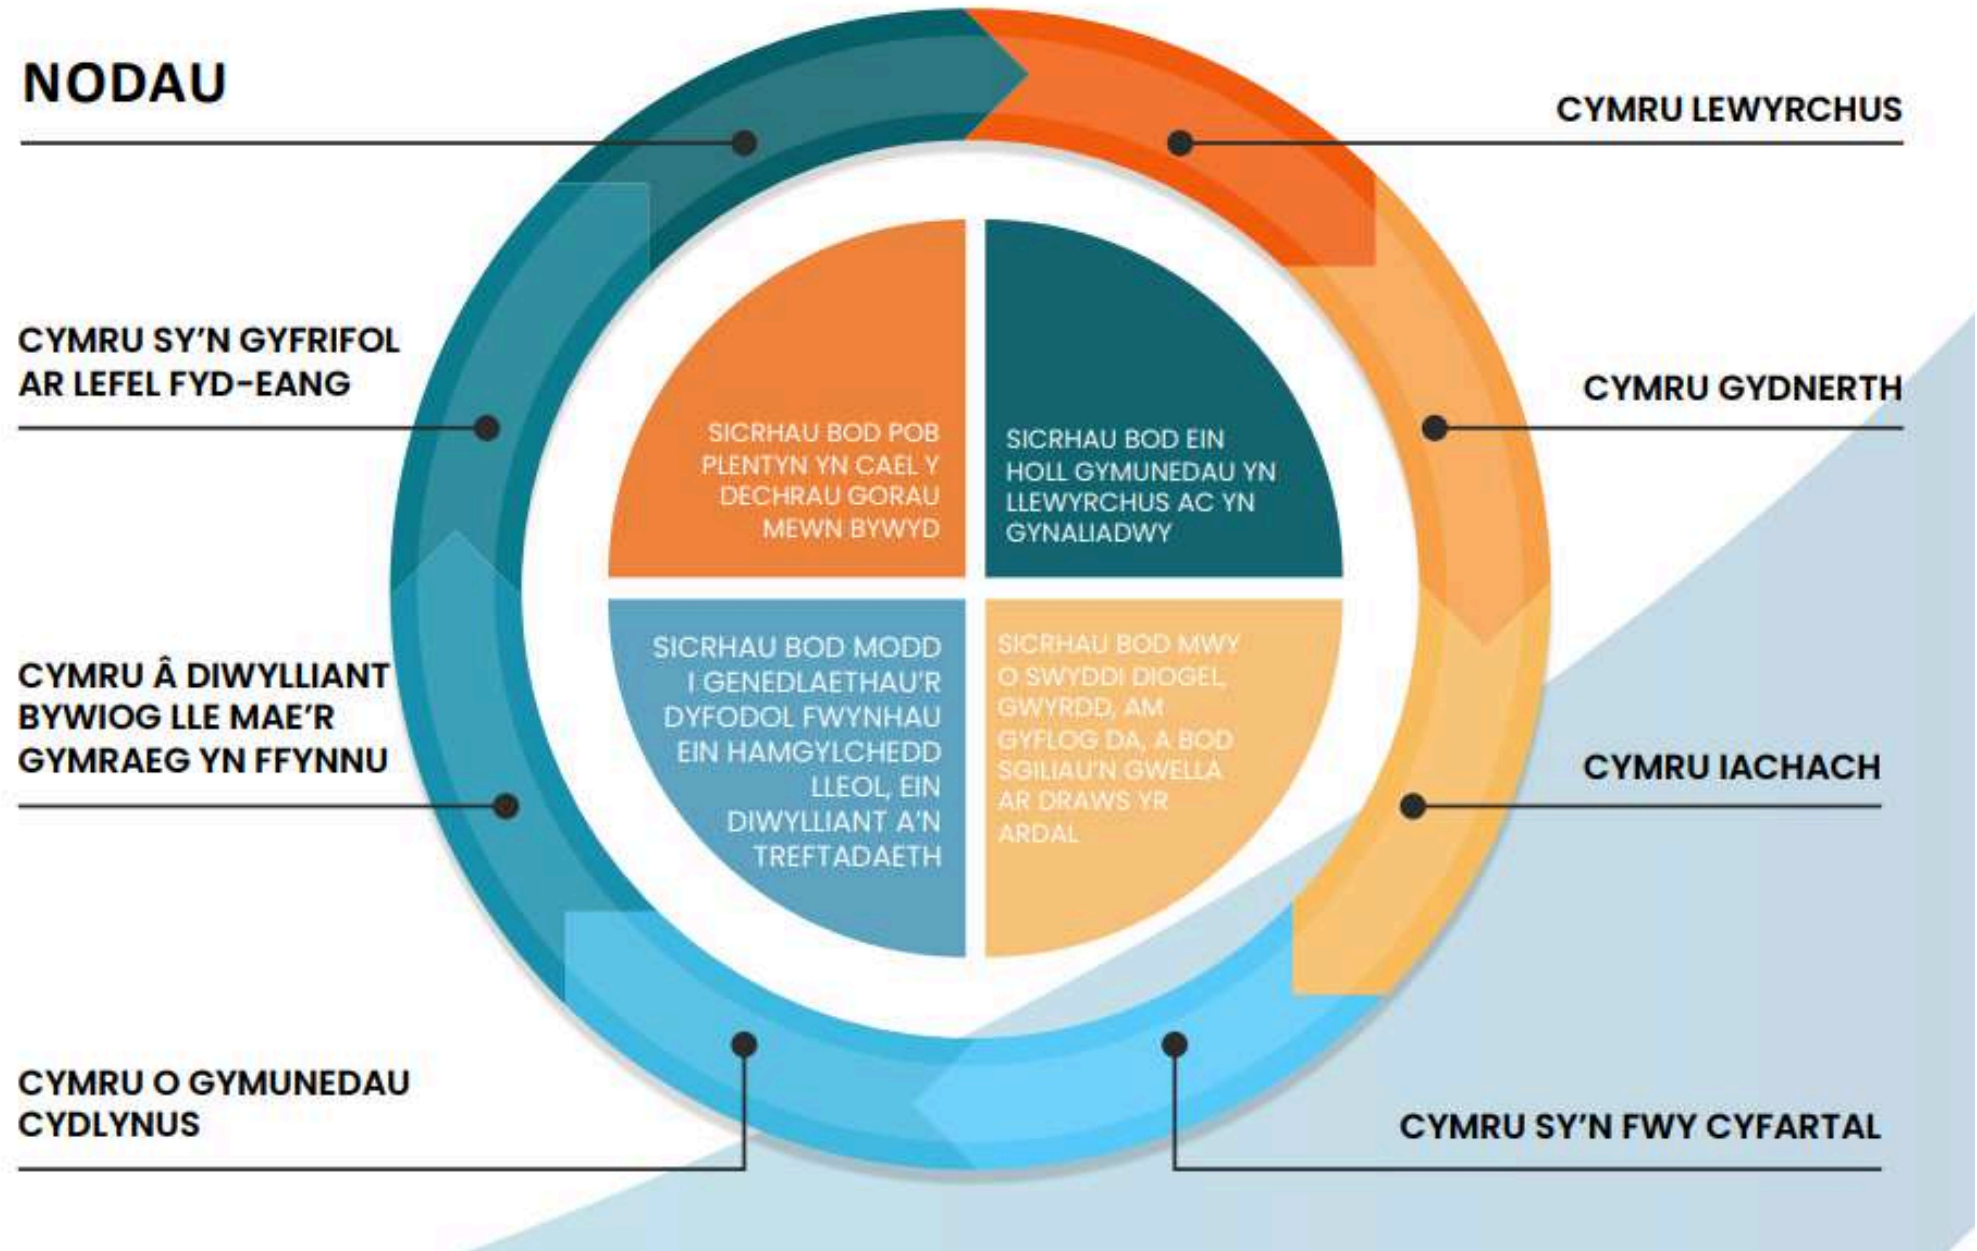 NODAU
CYMRU LEWYRCHUS
CYMRU GYDNERTH
CYMRU IACHACH
CYMRU SY'N FWY CYFARTAL
CYMRU O GYMUNEDAU
CYDLYNUS
CYMRU Â DIWYLLIANT
BYWIOG LLE MAE'R
GYMRAEG YN FFYNNU
CYMRU SY'N GYFRIFOL
AR LEFEL FYD-EANG
SICRHAU BOD POB
PLENTYN YN CAEL Y
DECHRAU GORAU
MEWN BYWYD
SICRHAU BOD EIN
HOLL GYMUNEDAU YN
LLEWYRCHUS AC YN
GYNALIADWY
SICRHAU BOD MODD
I GENEDLAETHAU'R
DYFODOL FWYNHAU
EIN HAMGYLCHEDD
LLEOL, EIN
DIWYLLIANT A'N
TREFTADAETH
SICRHAU BOD MWY
O SWYDDI DIOGEL,
GWYRDD, AM
GYFLOG DA, A BOD
SGILIAU'N GWELLA
AR DRAWS YR
ARDAL